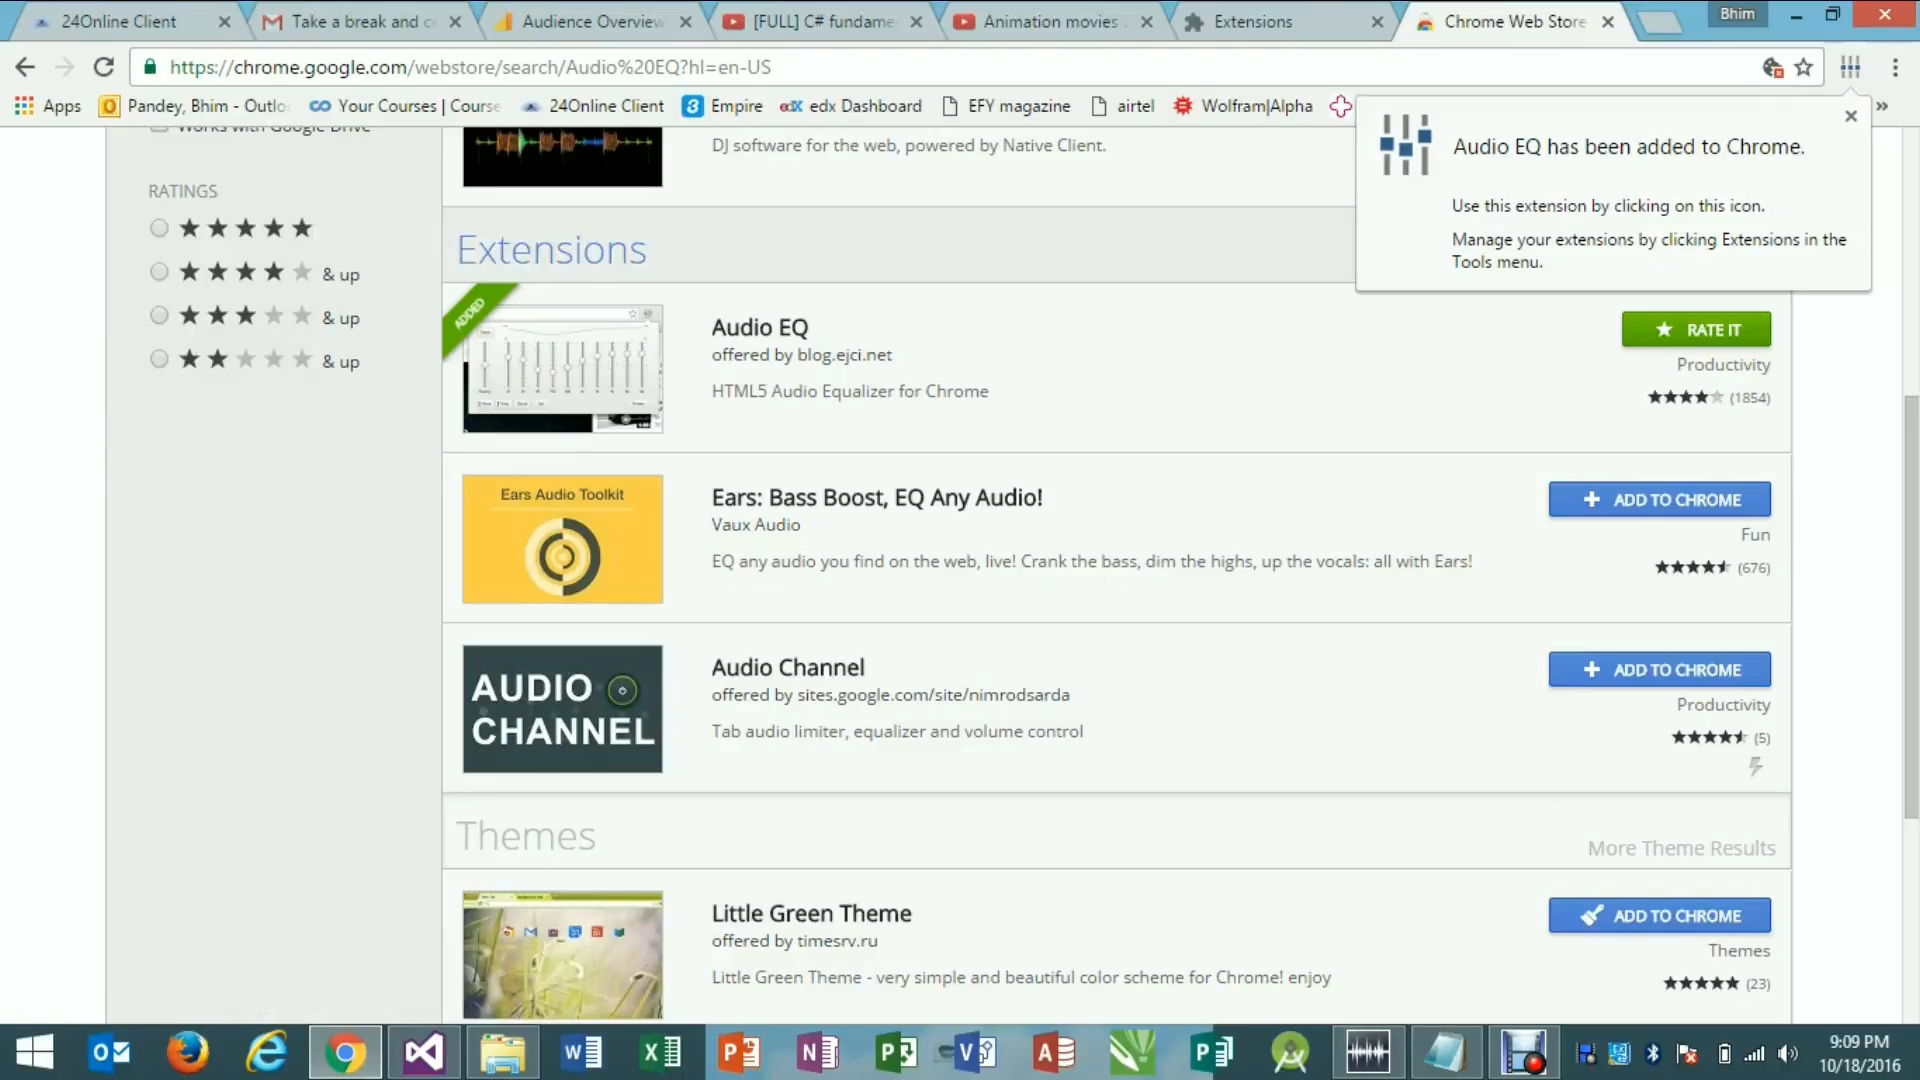 24Online Client
Take a break and c
Audience Overview
[FULL] C# fundame
Animation movies
Extensions
Chrome Web Store
Bhim
https://chrome.google.com/webstore/search/Audio%20EQ?hl=en-US
Apps
Pandey, Bhim - Outlo
Your Courses | Course
24Online Client
Empire
edX edx Dashboard
EFY magazine
airtel
Wolfram|Alpha
»
Audio EQ has been added to Chrome.
Use this extension by clicking on this icon.
Manage your extensions by clicking Extensions in the
Tools menu.
Works with Google Drive
RATINGS
& up
& up
& up
DJ software for the web, powered by Native Client.
Extensions
ADDED
Audio EQ
offered by blog.ejci.net
HTML5 Audio Equalizer for Chrome
RATE IT
Productivity
(1854)
Ears Audio Toolkit
Ears: Bass Boost, EQ Any Audio!
Vaux Audio
EQ any audio you find on the web, live! Crank the bass, dim the highs, up the vocals: all with Ears!
ADD TO CHROME
Fun
(676)
AUDIO
CHANNEL
Audio Channel
offered by sites.google.com/site/nimrodsarda
Tab audio limiter, equalizer and volume control
ADD TO CHROME
Productivity
(5)
Themes
More Theme Results
Little Green Theme
offered by timesrv.ru
Little Green Theme - very simple and beautiful color scheme for Chrome! enjoy
ADD TO CHROME
Themes
(23)
9:09 PM
10/18/2016